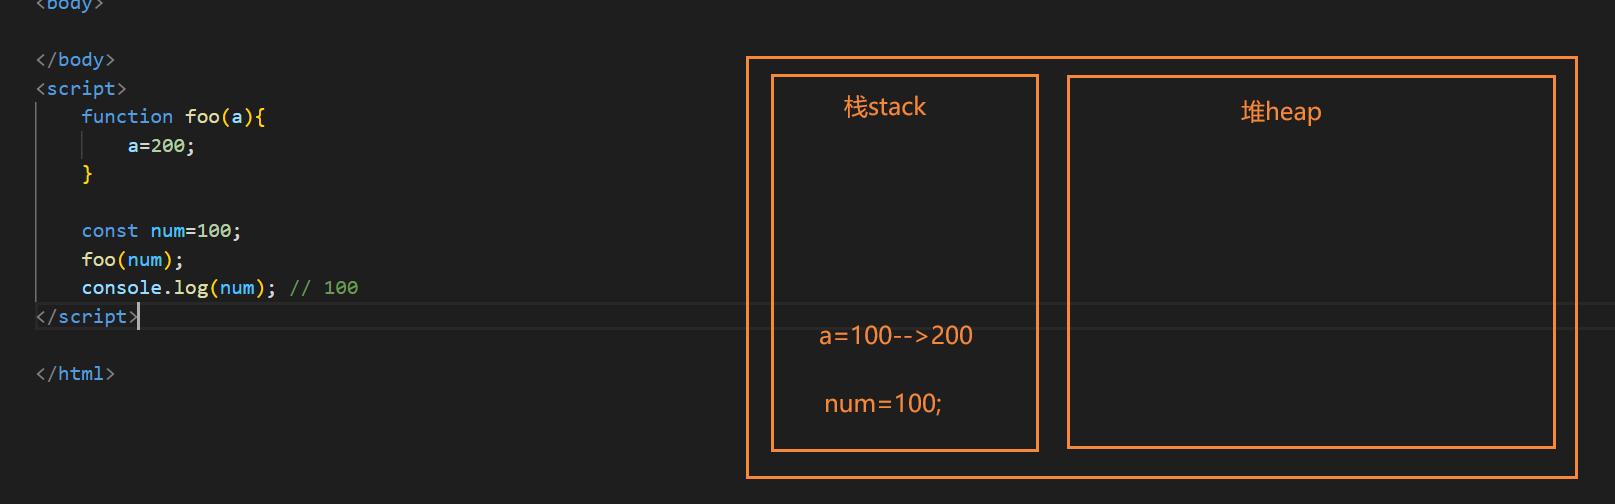 <body>
</body>
<script>
function foo(a){
a=200;
}
const num=100;
foo(num);
console.log(num); // 100
</script>
</html>
栈stack
a=100-->200
num=100;
堆heap